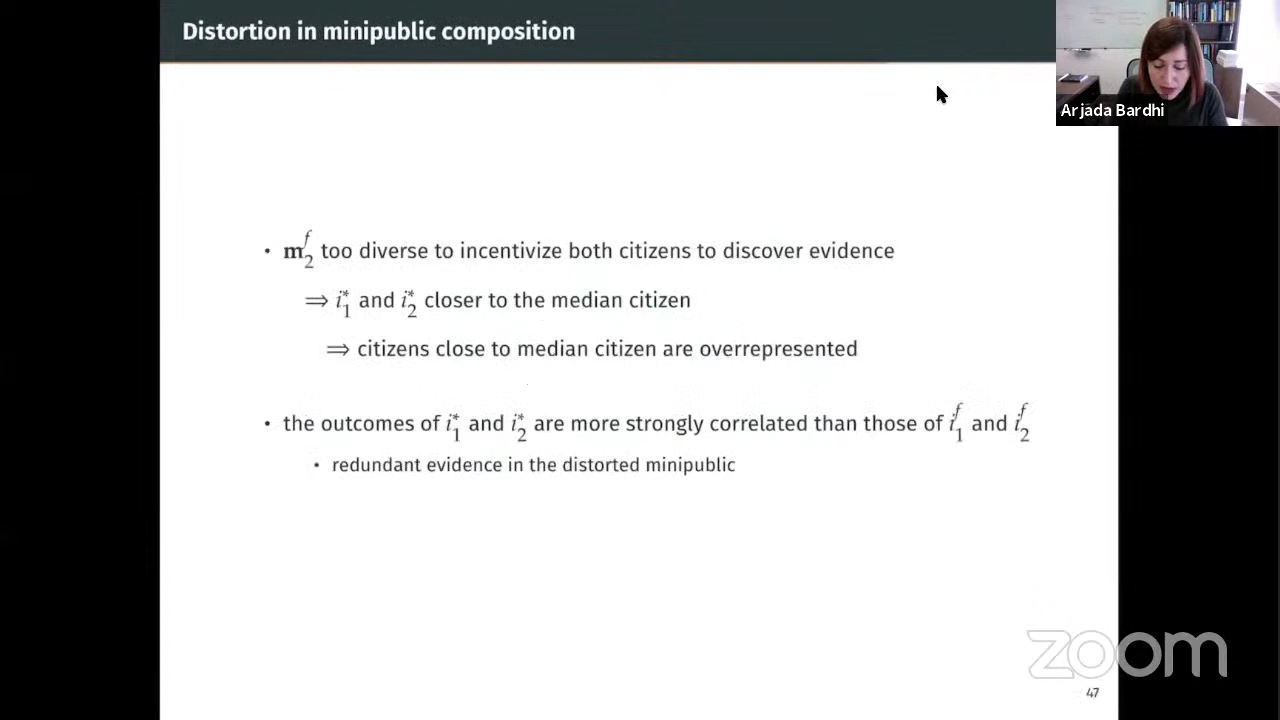 Distortion in minipublic composition
Arjada Bardhi
• m₂ᶠ too diverse to incentivize both citizens to discover evidence
⟹ i₁* and i₂* closer to the median citizen
⟹ citizens close to median citizen are overrepresented
• the outcomes of i₁* and i₂* are more strongly correlated than those of i₁ᶠ and i₂ᶠ
• redundant evidence in the distorted minipublic
zoom
47